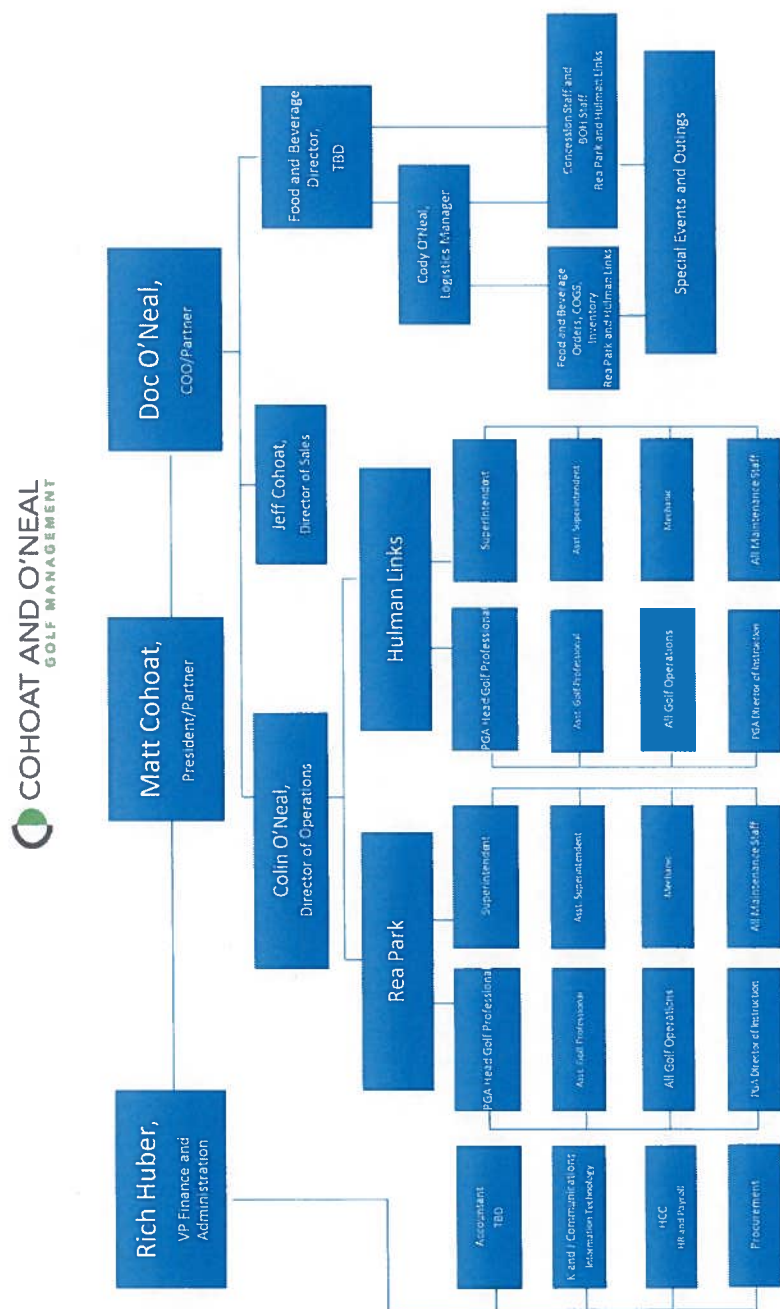 COHOAT AND O'NEAL
GOLF MANAGEMENT
Rich Huber,
VP Finance and
Administration
Matt Cohoat,
President/Partner
Doc O'Neal,
COO/Partner
Colin O'Neal,
Director of Operations
Jeff Cohoat,
Director of Sales
Food and Beverage
Director,
TBD
Cody O'Neal,
Logistics Manager
Rea Park
Hulman Links
Accountant
TBD
K and J Communications
Information Technology
HCC
HR and Payroll
Procurement
PGA Head Golf Professional
Asst. Golf Professional
All Golf Operations
PGA Director of Instruction
Superintendent
Asst. Superintendent
Mechanic
All Maintenance Staff
PGA Head Golf Professional
Asst. Golf Professional
All Golf Operations
PGA Director of Instruction
Superintendent
Asst. Superintendent
Mechanic
All Maintenance Staff
Food and Beverage
Orders, COGS,
Inventory
Rea Park and Hulman Links
Concession Staff and
BOH Staff
Rea Park and Hulman Links
Special Events and Outings